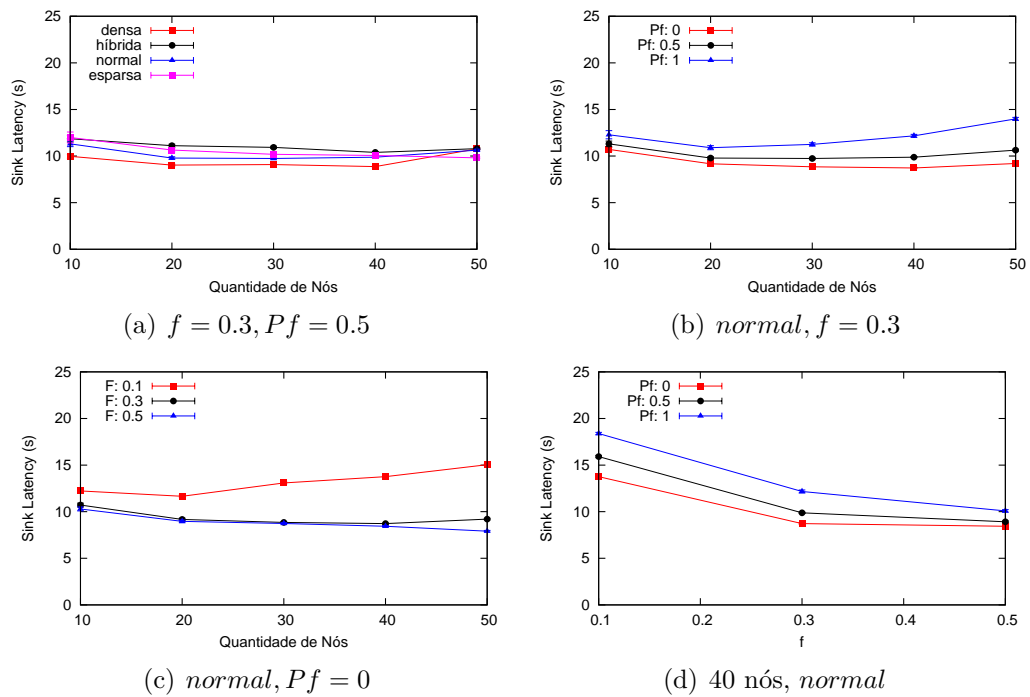 25
20
15
10
5
0
Sink Latency (s)
densa
híbrida
normal
esparsa
10 20 30 40 50
Quantidade de Nós
(a) f = 0.3, Pf = 0.5
25
20
15
10
5
0
Sink Latency (s)
Pf: 0
Pf: 0.5
Pf: 1
10 20 30 40 50
Quantidade de Nós
(b) normal, f = 0.3
25
20
15
10
5
0
Sink Latency (s)
F: 0.1
F: 0.3
F: 0.5
10 20 30 40 50
Quantidade de Nós
(c) normal, Pf = 0
25
20
15
10
5
0
Sink Latency (s)
Pf: 0
Pf: 0.5
Pf: 1
0.1 0.2 0.3 0.4 0.5
f
(d) 40 nós, normal